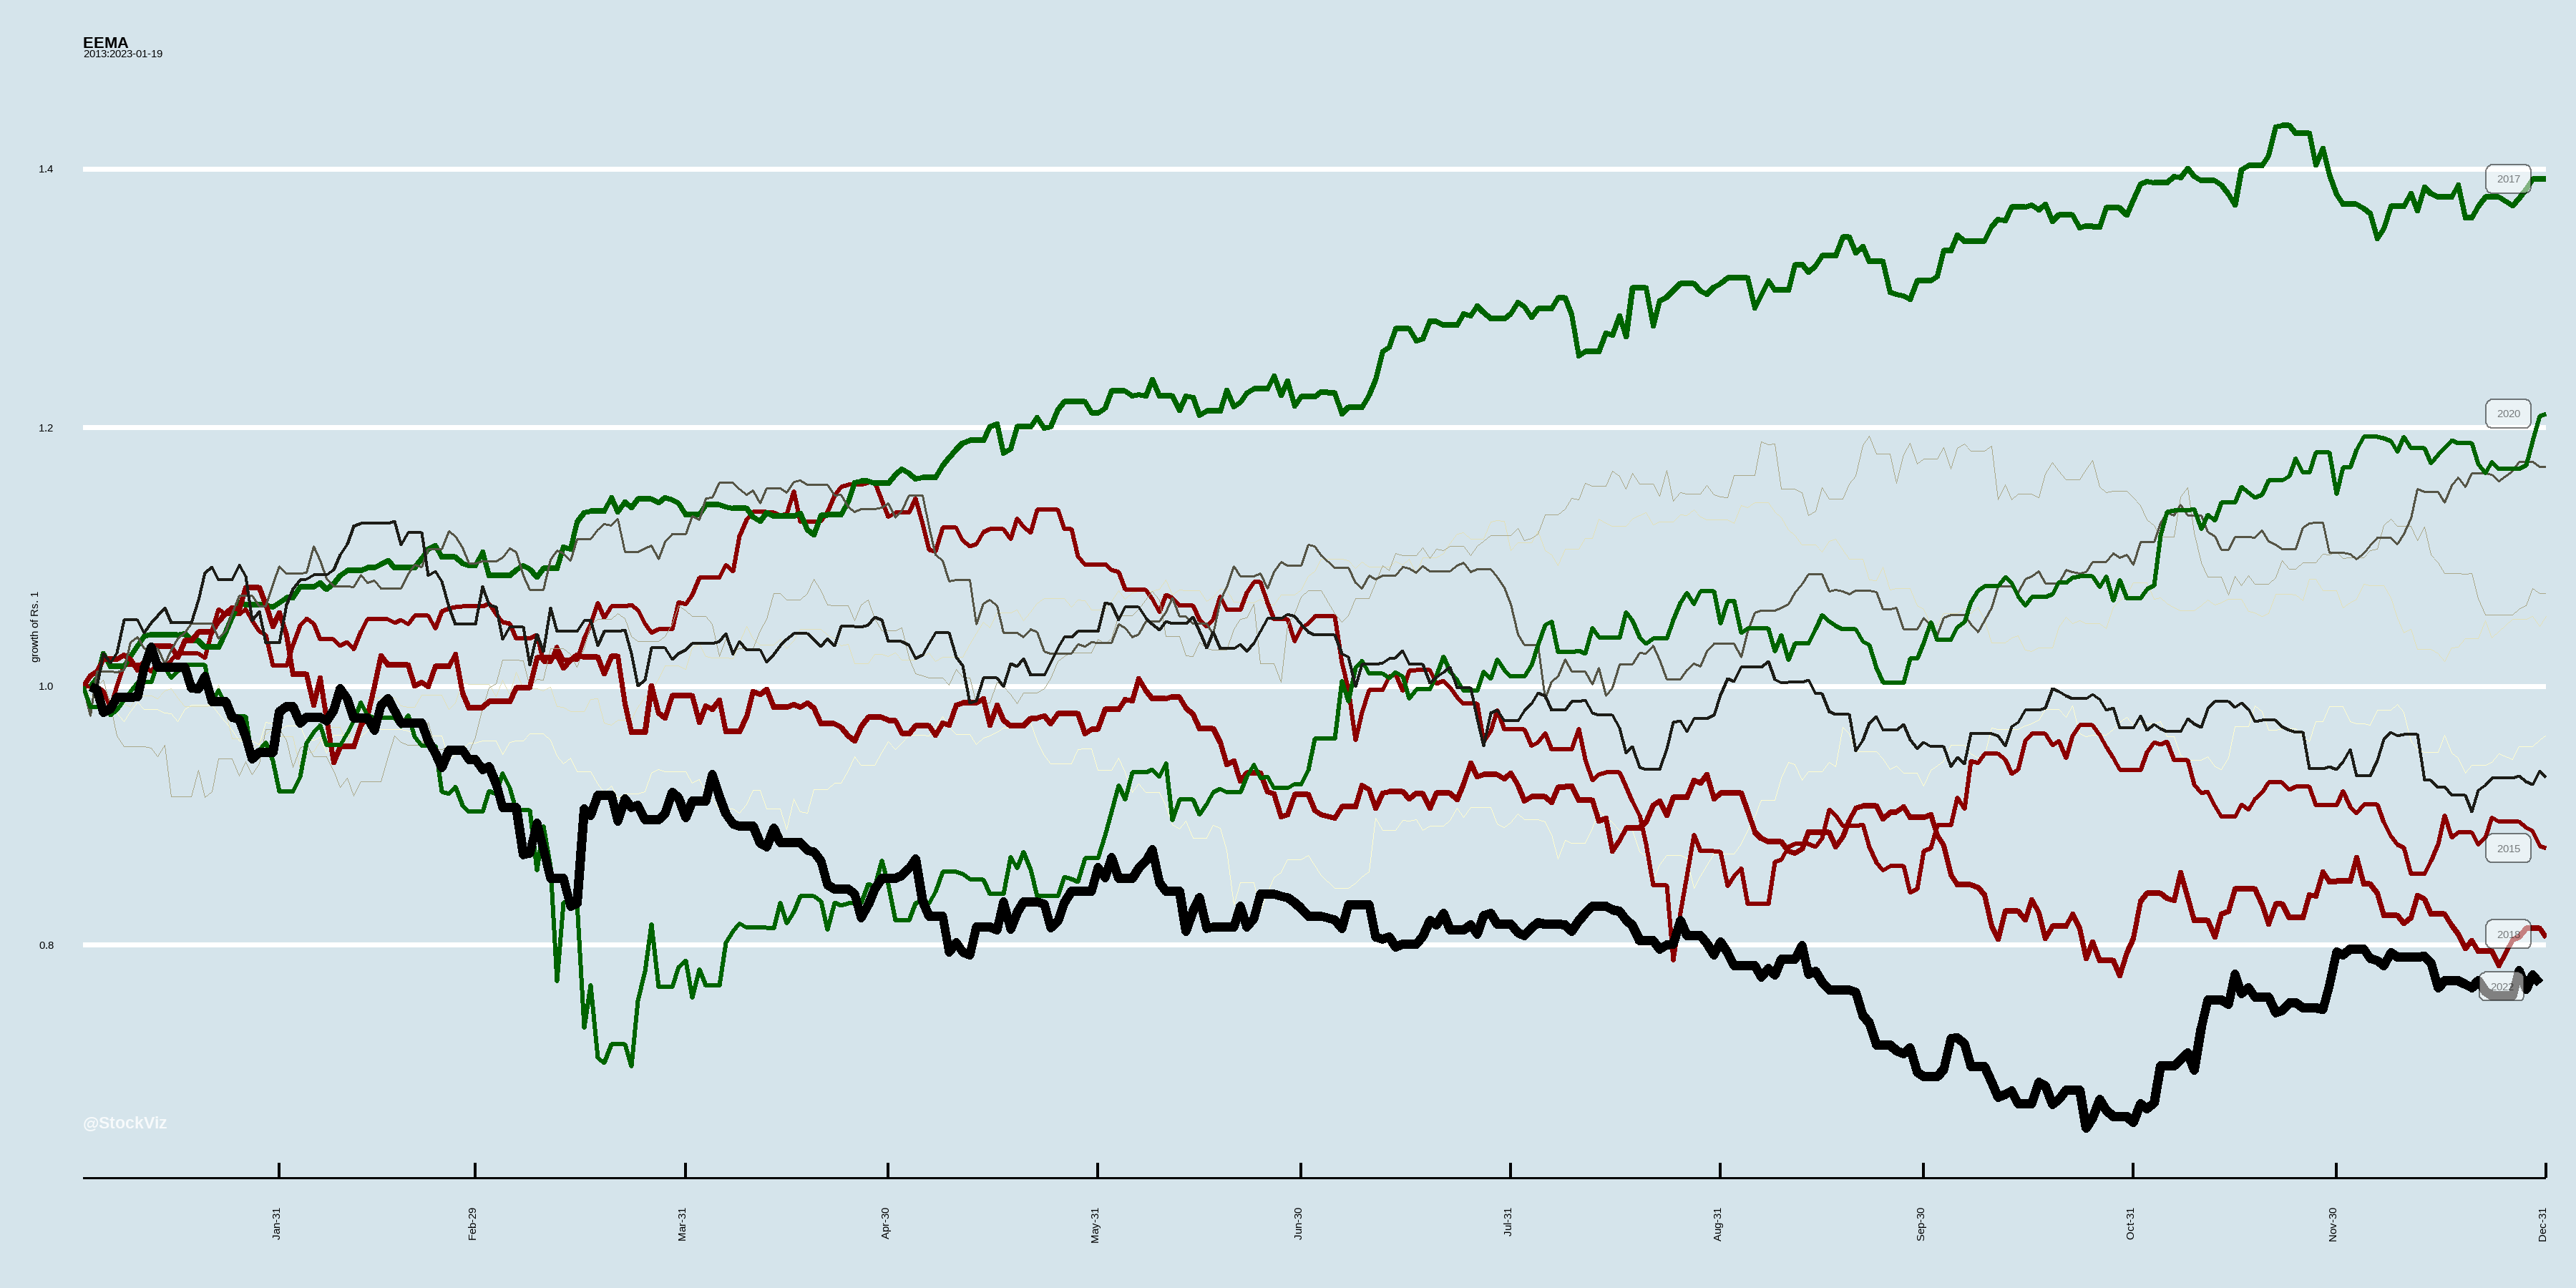 EEMA
2013:2023-01-19
1.4
1.2
1.0
0.8
growth of Rs. 1
2017
2020
2015
2018
2022
@StockViz
Jan-31
Feb-29
Mar-31
Apr-30
May-31
Jun-30
Jul-31
Aug-31
Sep-30
Oct-31
Nov-30
Dec-31